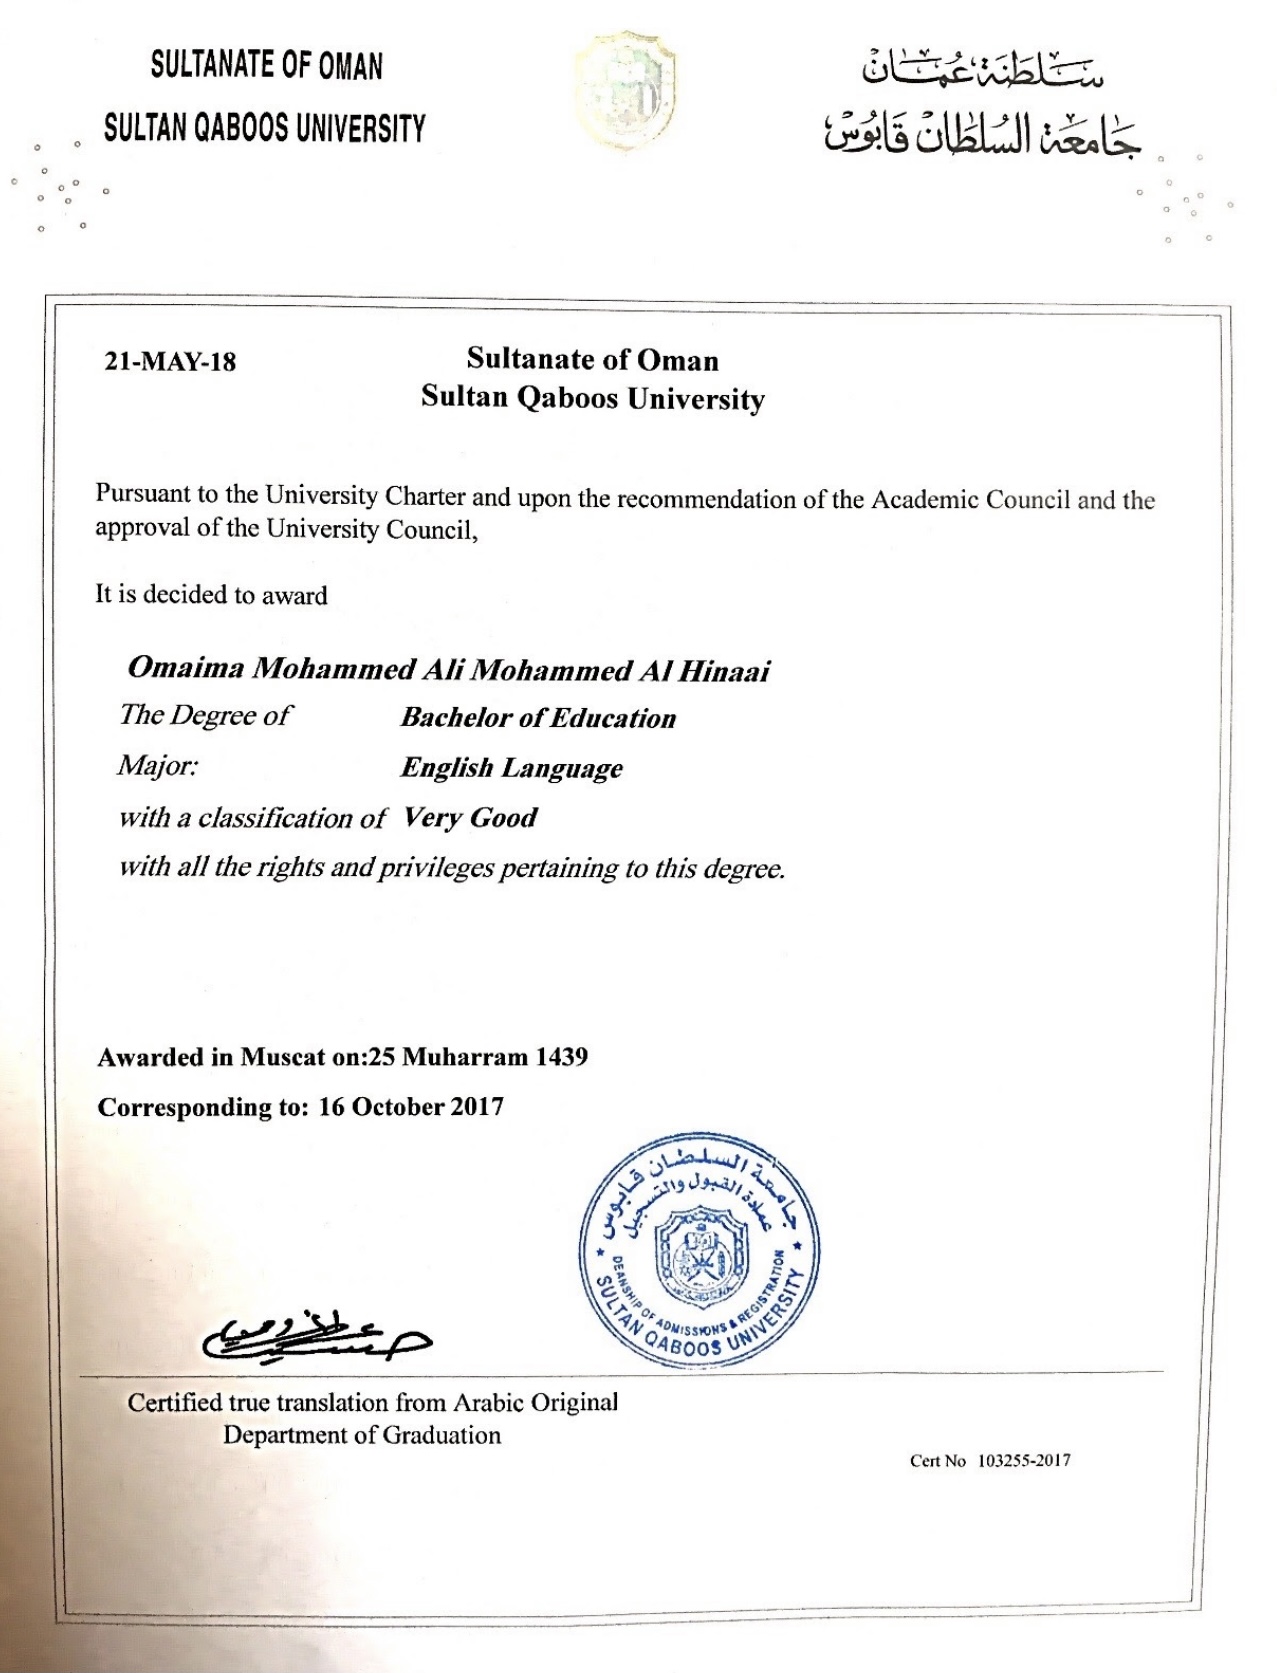 SULTANATE OF OMAN
SULTAN QABOOS UNIVERSITY
سلطنة عُمان
جامعة السلطان قابوس
21-MAY-18
Sultanate of Oman
Sultan Qaboos University
Pursuant to the University Charter and upon the recommendation of the Academic Council and the
approval of the University Council,
It is decided to award
Omaima Mohammed Ali Mohammed Al Hinaai
The Degree of Bachelor of Education
Major: English Language
with a classification of Very Good
with all the rights and privileges pertaining to this degree.
Awarded in Muscat on:25 Muharram 1439
Corresponding to: 16 October 2017
جامعة السلطان قابوس
عمادة القبول والتسجيل
DEANSHIP OF ADMISSIONS & REGISTRATION
SULTAN QABOOS UNIVERSITY
Certified true translation from Arabic Original
Department of Graduation
Cert No 103255-2017